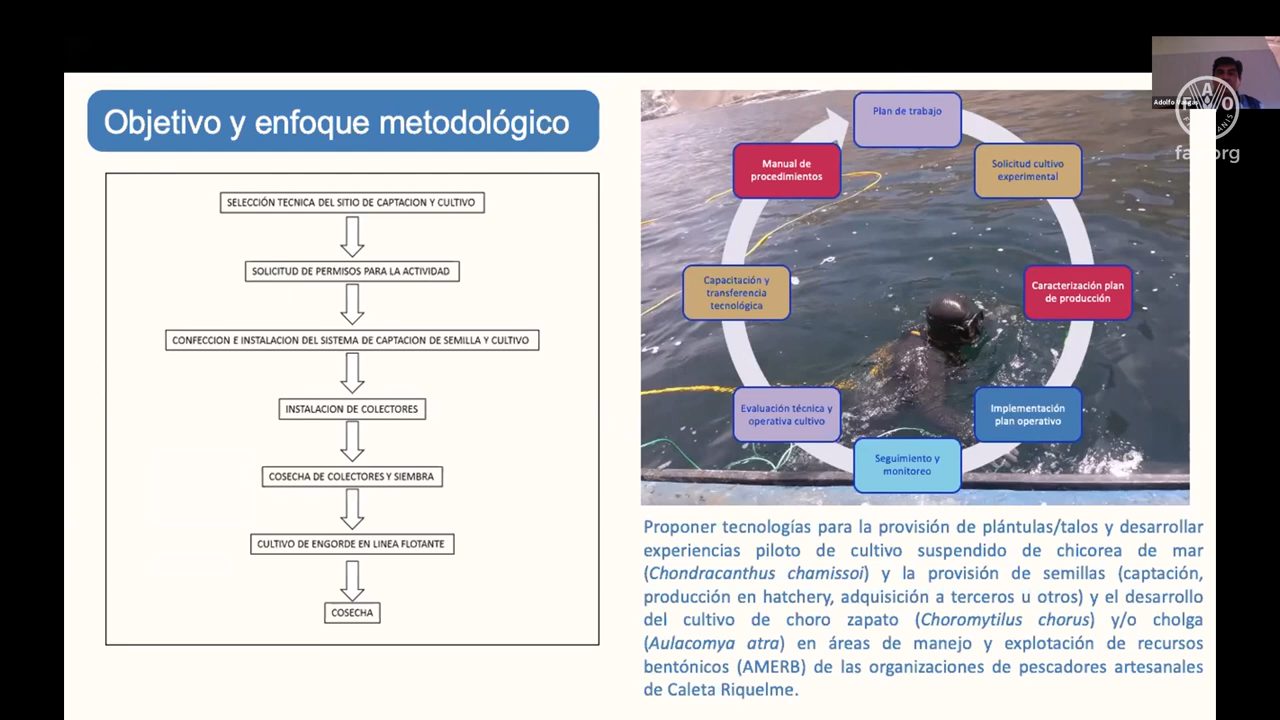 Objetivo y enfoque metodológico
SELECCIÓN TECNICA DEL SITIO DE CAPTACION Y CULTIVO
SOLICITUD DE PERMISOS PARA LA ACTIVIDAD
CONFECCION E INSTALACION DEL SISTEMA DE CAPTACION DE SEMILLA Y CULTIVO
INSTALACION DE COLECTORES
COSECHA DE COLECTORES Y SIEMBRA
CULTIVO DE ENGORDE EN LINEA FLOTANTE
COSECHA
Plan de trabajo
Solicitud cultivo
experimental
Caracterización plan
de producción
Implementación
plan operativo
Seguimiento y
monitoreo
Evaluación técnica y
operativa cultivo
Capacitación y
transferencia
tecnológica
Manual de
procedimientos
Proponer tecnologías para la provisión de plántulas/talos y desarrollar
experiencias piloto de cultivo suspendido de chicorea de mar
(Chondracanthus chamissoi) y la provisión de semillas (captación,
producción en hatchery, adquisición a terceros u otros) y el desarrollo
del cultivo de choro zapato (Choromytilus chorus) y/o cholga
(Aulacomya atra) en áreas de manejo y explotación de recursos
bentónicos (AMERB) de las organizaciones de pescadores artesanales
de Caleta Riquelme.
Adolfo
fao.org